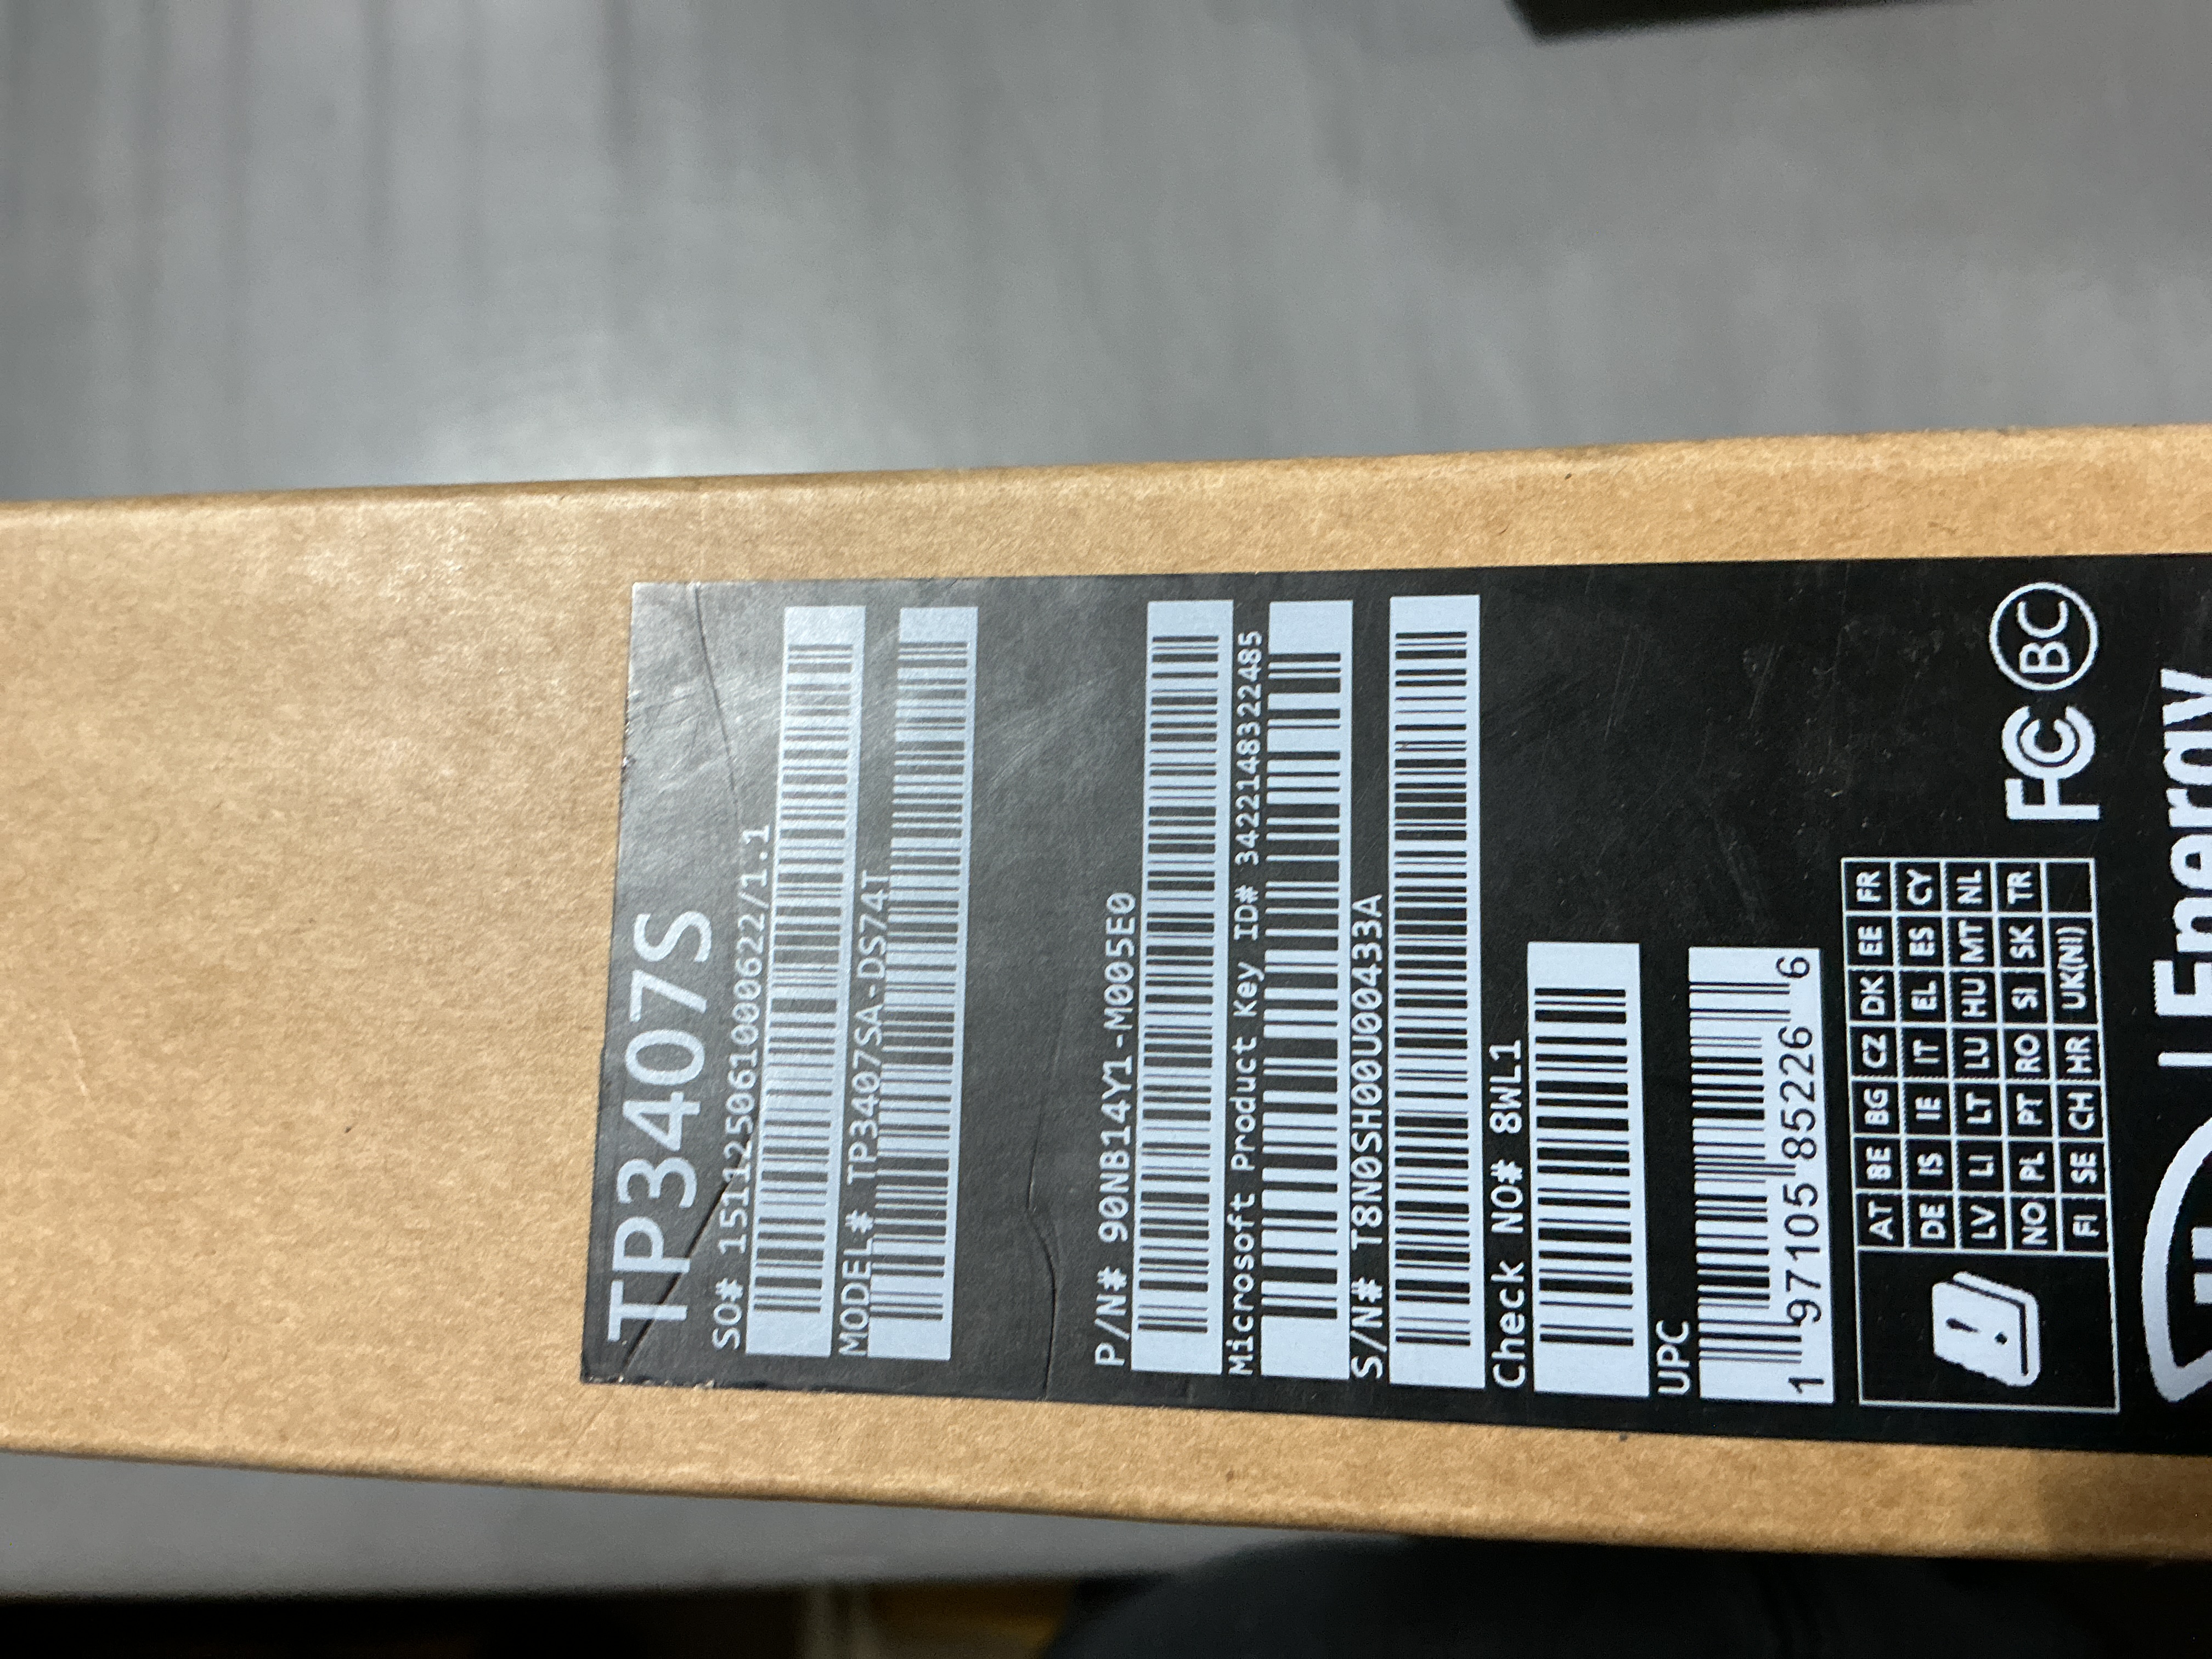 TP3407S
SO# 151125061000622/1.1
MODEL# TP3407SA-DS74T
P/N# 90NB14Y1-M005E0
Microsoft Product Key ID# 3422148322485
S/N# T8N0SH00U00433A
Check NO# 8WL1
UPC
1 97105 85226 6
AT BE BG CZ DK EE FR
DE IS IE IT EL ES CY
LV LI LT LU HU MT NL
NO PL PT RO SI SK TR
FI SE CH HR UK(NI)
FC BC
Energy